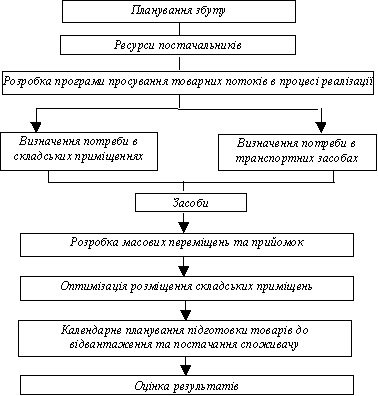 Планування збуту
Ресурси постачальників
Розробка програми просування товарних потоків в процесі реалізації
Визначення потреби в
складських приміщеннях
Визначення потреби в
транспортних засобах
Засоби
Розробка масових переміщень та прийомок
Оптимізація розміщення складських приміщень
Календарне планування підготовки товарів до
відвантаження та постачання споживачу
Оцінка результатів